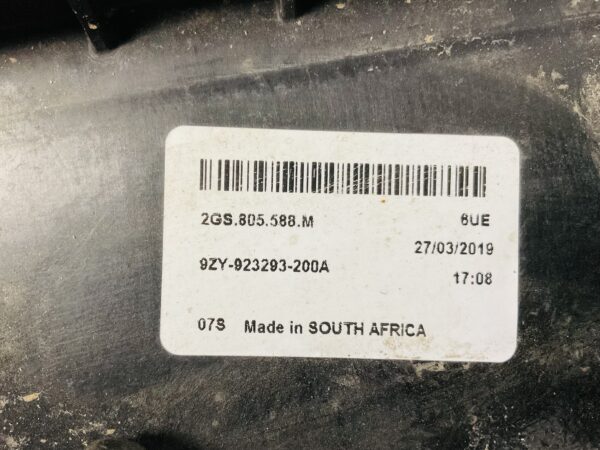 2GS.805.588.M 6UE
27/03/2019
9ZY-923293-200A
17:08
07S Made in SOUTH AFRICA